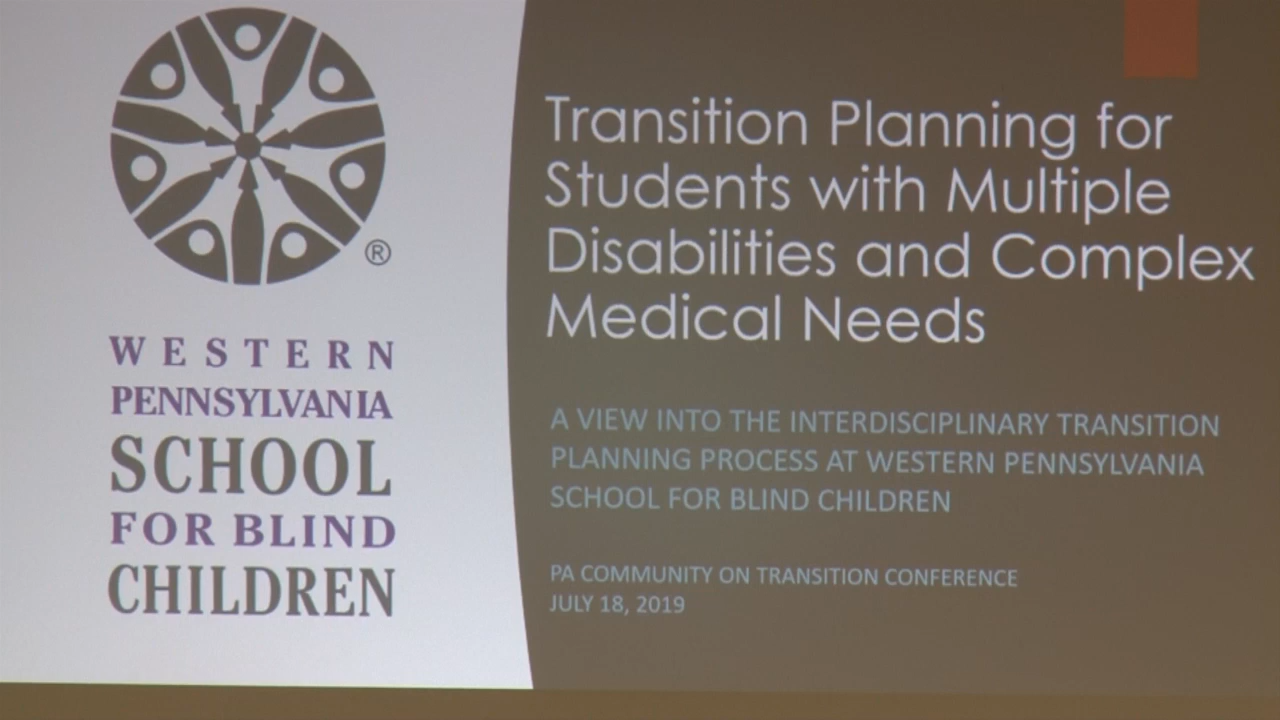 ®
WESTERN
PENNSYLVANIA
SCHOOL
FOR BLIND
CHILDREN
Transition Planning for
Students with Multiple
Disabilities and Complex
Medical Needs
A VIEW INTO THE INTERDISCIPLINARY TRANSITION
PLANNING PROCESS AT WESTERN PENNSYLVANIA
SCHOOL FOR BLIND CHILDREN
PA COMMUNITY ON TRANSITION CONFERENCE
JULY 18, 2019